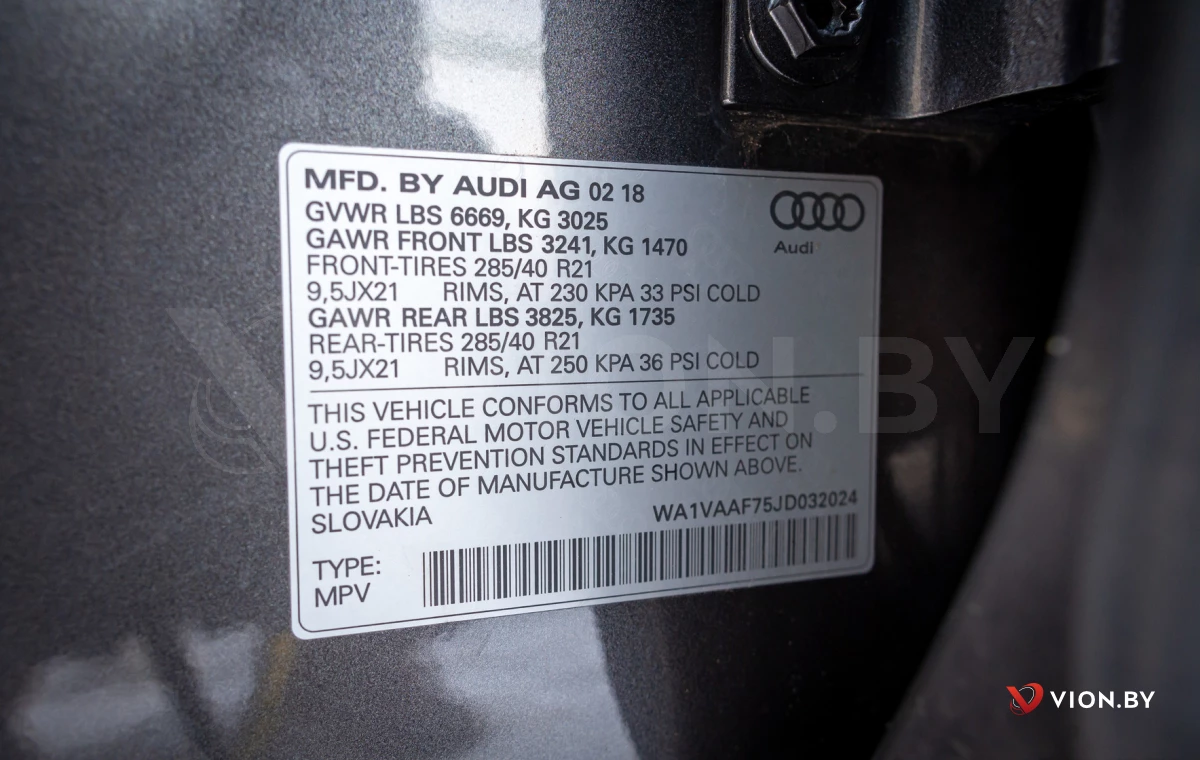 MFD. BY AUDI AG 02 18
GVWR LBS 6669, KG 3025
GAWR FRONT LBS 3241, KG 1470
FRONT-TIRES 285/40 R21
9,5JX21 RIMS, AT 230 KPA 33 PSI COLD
GAWR REAR LBS 3825, KG 1735
REAR-TIRES 285/40 R21
9,5JX21 RIMS, AT 250 KPA 36 PSI COLD
Audi
THIS VEHICLE CONFORMS TO ALL APPLICABLE
U.S. FEDERAL MOTOR VEHICLE SAFETY AND
THEFT PREVENTION STANDARDS IN EFFECT ON
THE DATE OF MANUFACTURE SHOWN ABOVE.
SLOVAKIA WA1VAAF75JD032024
TYPE:
MPV
VION.BY
VION.BY